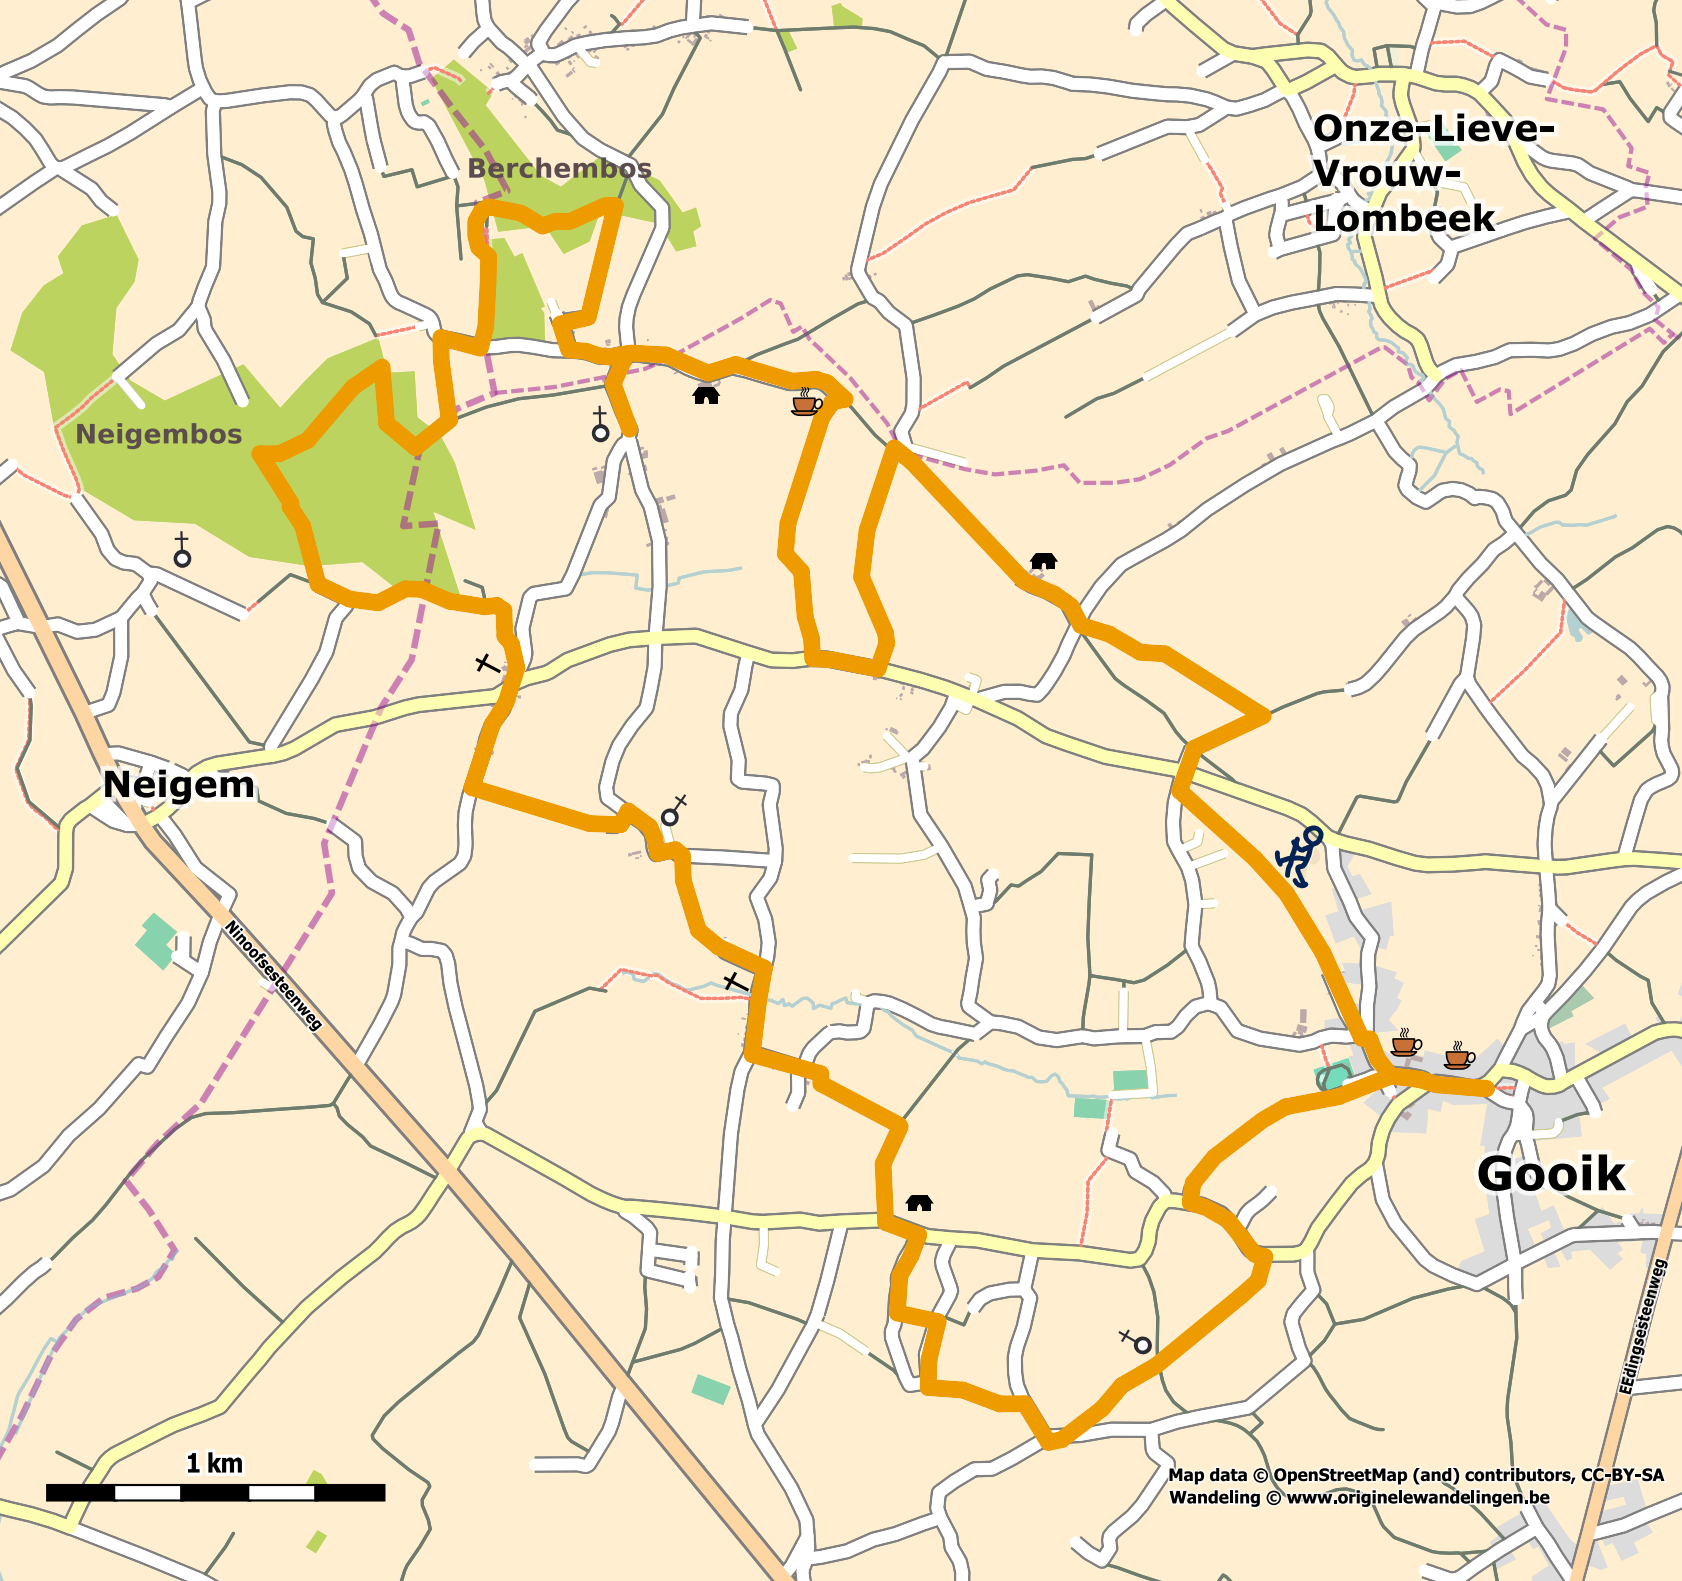 Onze-Lieve-
Vrouw-
Lombeek
Berchembos
Neigembos
Neigem
Ninoofsesteenweg
Gooik
EEdingsesteenweg
1 km
Map data © OpenStreetMap (and) contributors, CC-BY-SA
Wandeling © www.originelewandelingen.be